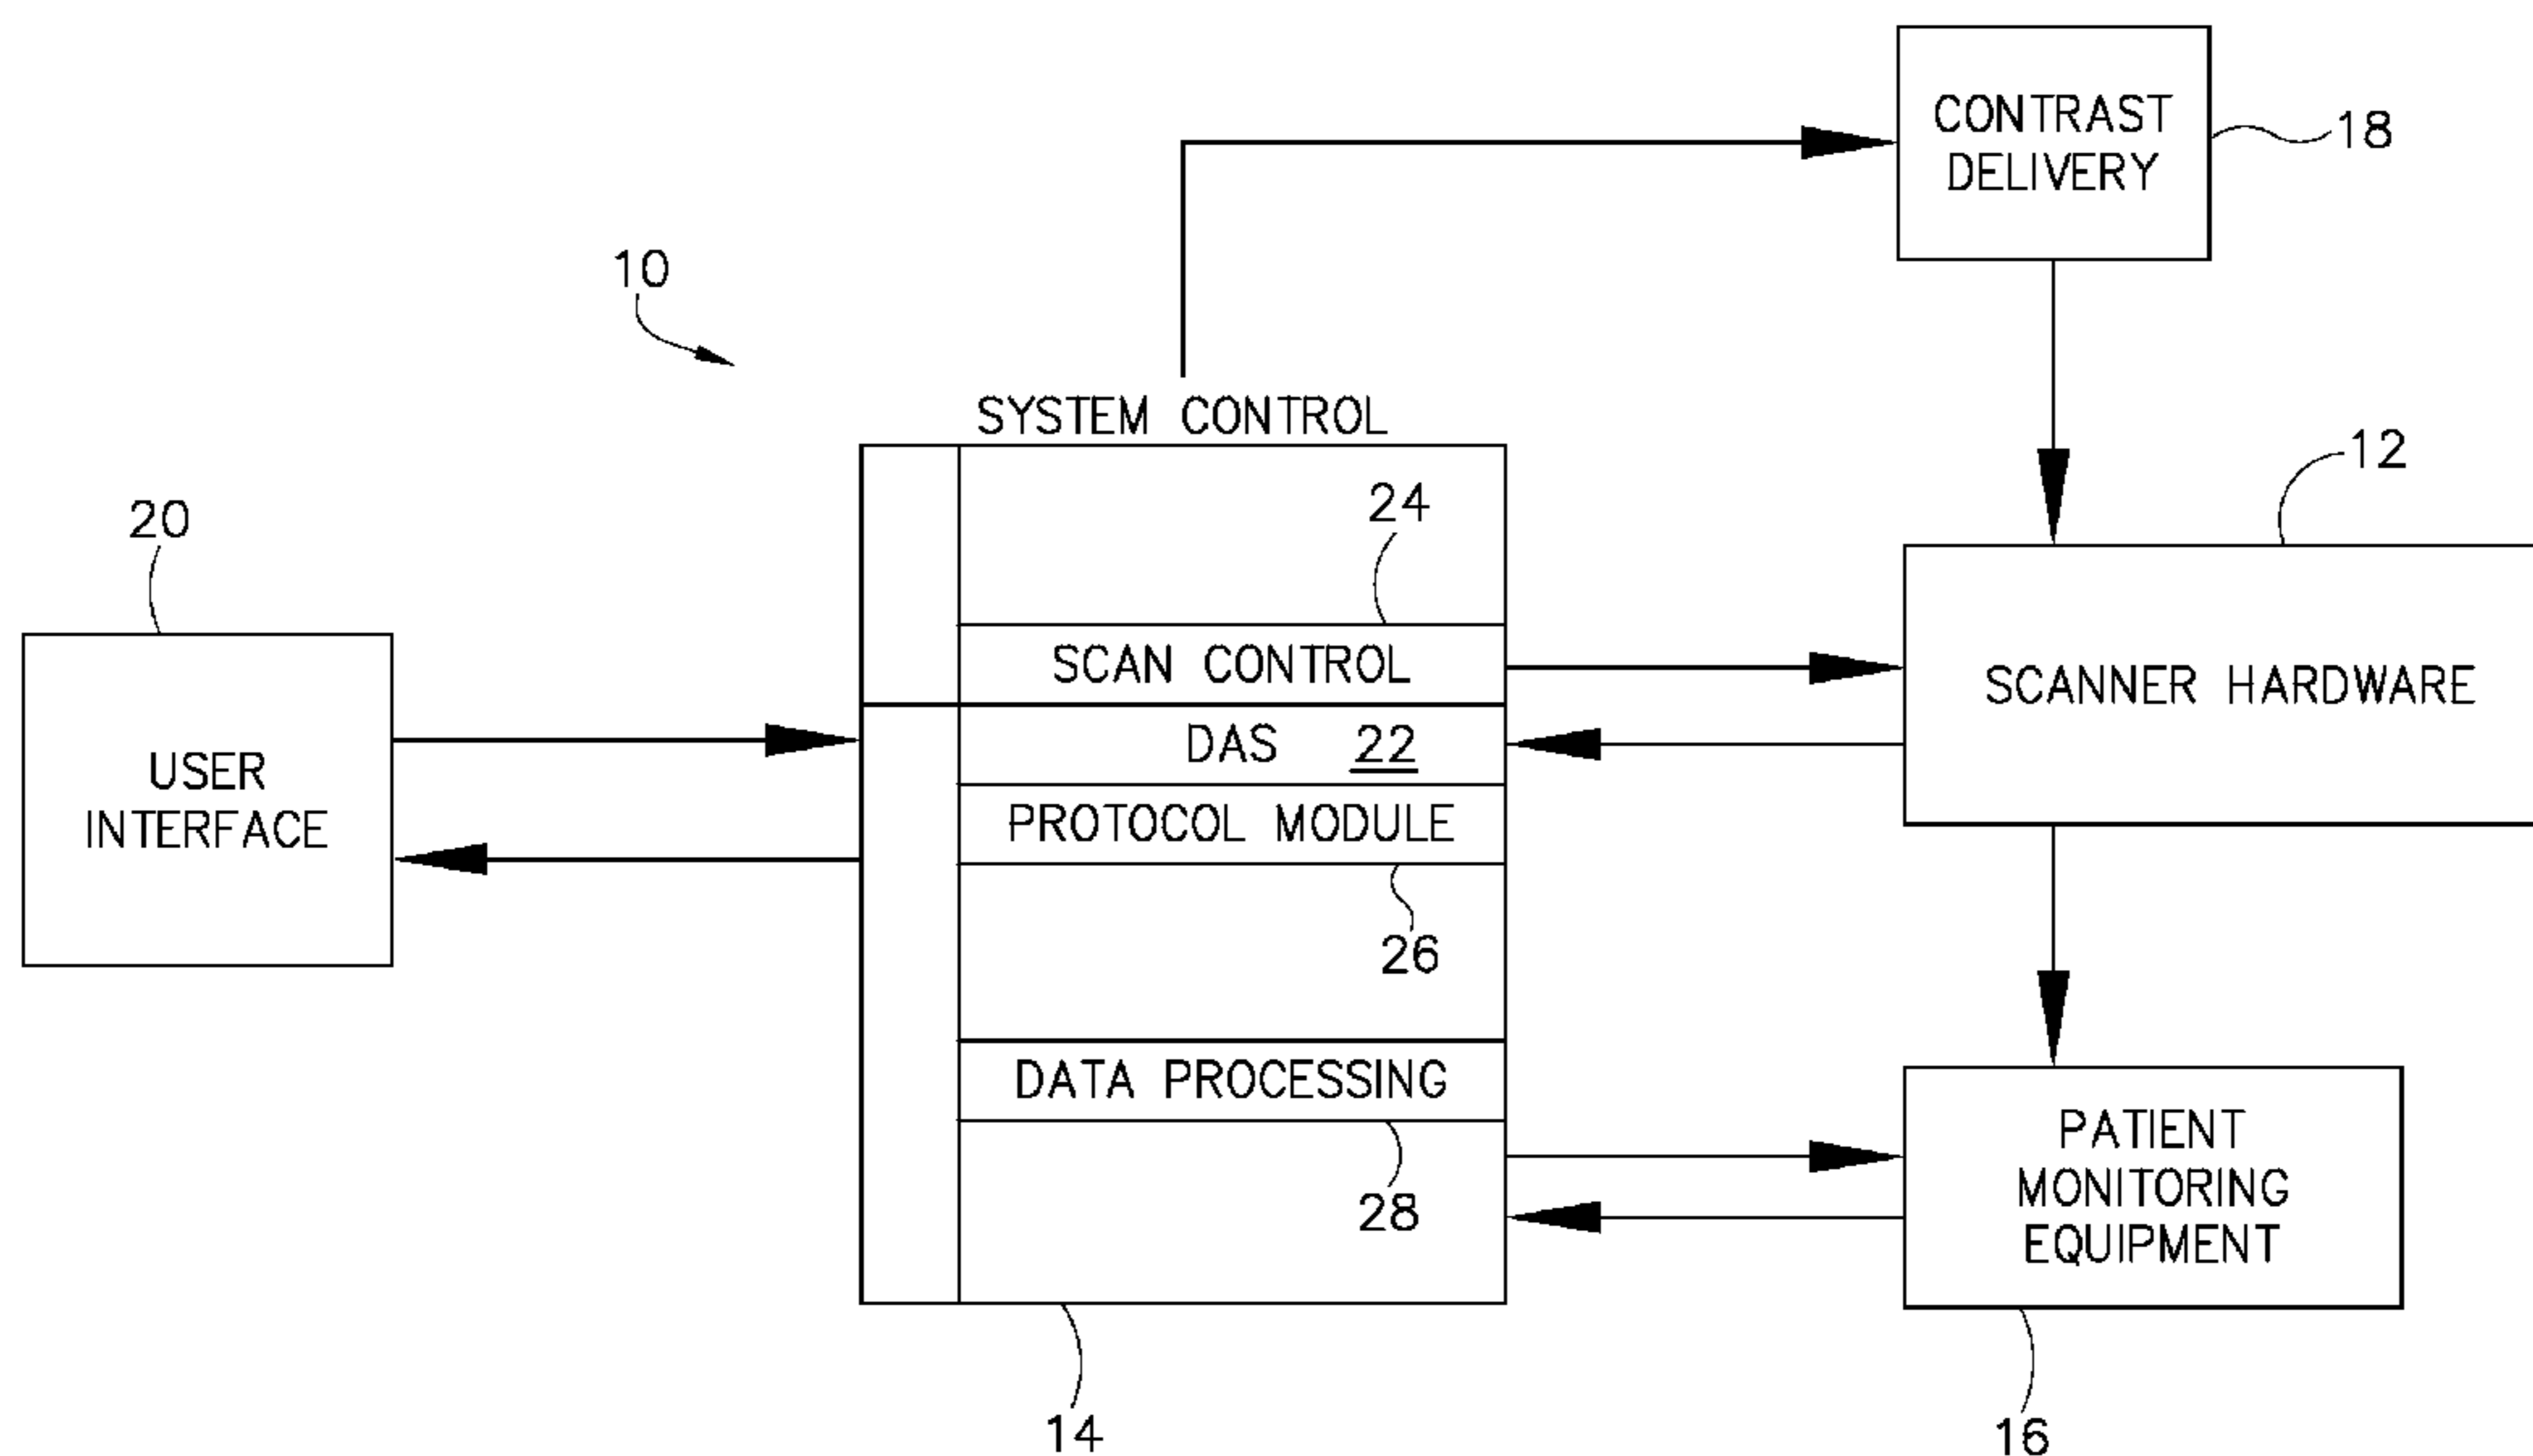 CONTRAST
DELIVERY
18
10
SYSTEM CONTROL
12
24
20
SCAN CONTROL
SCANNER HARDWARE
DAS 22
USER
INTERFACE
PROTOCOL MODULE
26
DATA PROCESSING
PATIENT
MONITORING
EQUIPMENT
28
14
16